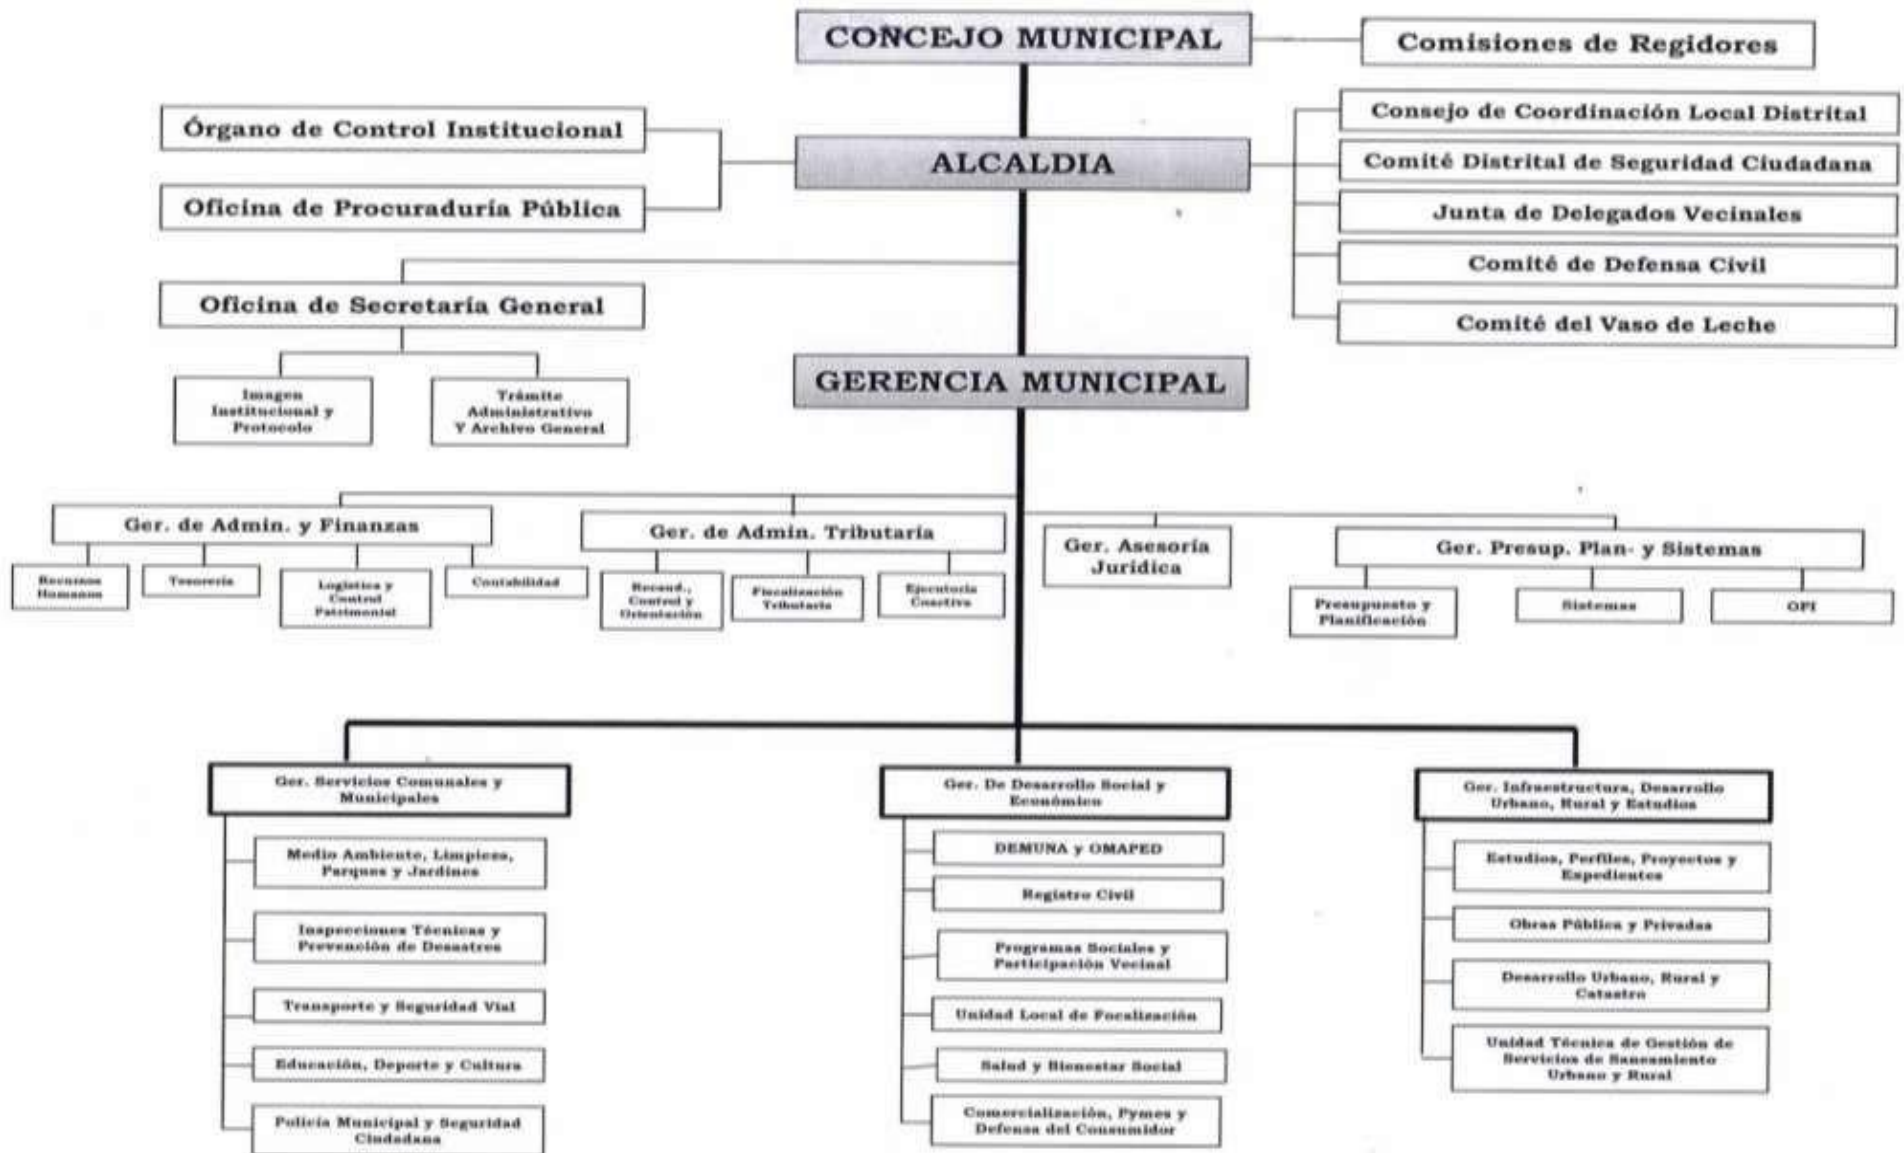 CONCEJO MUNICIPAL
Comisiones de Regidores
Órgano de Control Institucional
Oficina de Procuraduría Pública
ALCALDIA
Consejo de Coordinación Local Distrital
Comité Distrital de Seguridad Ciudadana
Junta de Delegados Vecinales
Comité de Defensa Civil
Comité del Vaso de Leche
Oficina de Secretaría General
Imagen
Institucional y
Protocolo
Trámite
Administrativo
Y Archivo General
GERENCIA MUNICIPAL
Ger. de Admin. y Finanzas
Recursos
Humanos
Tesorería
Logística y
Control
Patrimonial
Contabilidad
Ger. de Admin. Tributaria
Recaud.,
Control y
Orientación
Fiscalización
Tributaria
Ejecutoria
Coactiva
Ger. Asesoría
Jurídica
Ger. Presup. Plan- y Sistemas
Presupuesto y
Planificación
Sistemas
OPI
Ger. Servicios Comunales y
Municipales
Medio Ambiente, Limpieza,
Parques y Jardines
Inspecciones Técnicas y
Prevención de Desastres
Transporte y Seguridad Vial
Educación, Deporte y Cultura
Policía Municipal y Seguridad
Ciudadana
Ger. De Desarrollo Social y
Económico
DEMUNA y OMAPED
Registro Civil
Programas Sociales y
Participación Vecinal
Unidad Local de Focalización
Salud y Bienestar Social
Comercialización, Pymes y
Defensa del Consumidor
Ger. Infraestructura, Desarrollo
Urbano, Rural y Estudios
Estudios, Perfiles, Proyectos y
Expedientes
Obras Pública y Privadas
Desarrollo Urbano, Rural y
Catastro
Unidad Técnica de Gestión de
Servicios de Saneamiento
Urbano y Rural